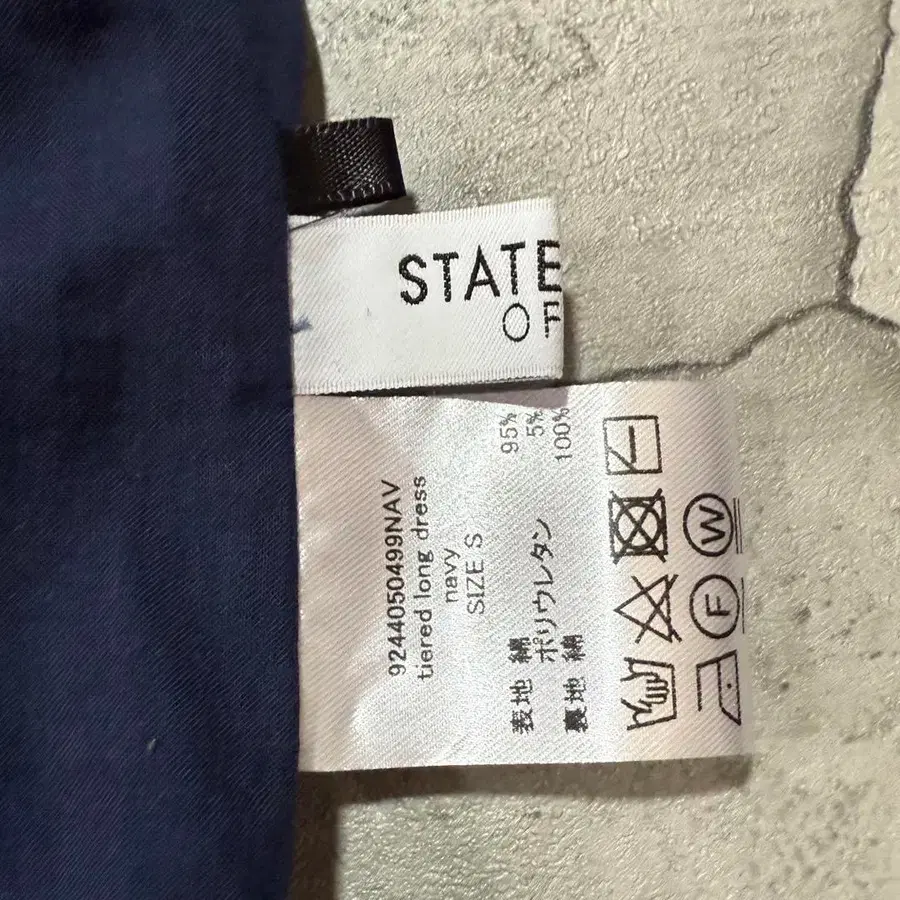 STATE
OF
9244050499NAV
tiered long dress
navy
SIZE S
表地 綿 95%
ポリウレタン 5%
裏地 綿 100%
W
F